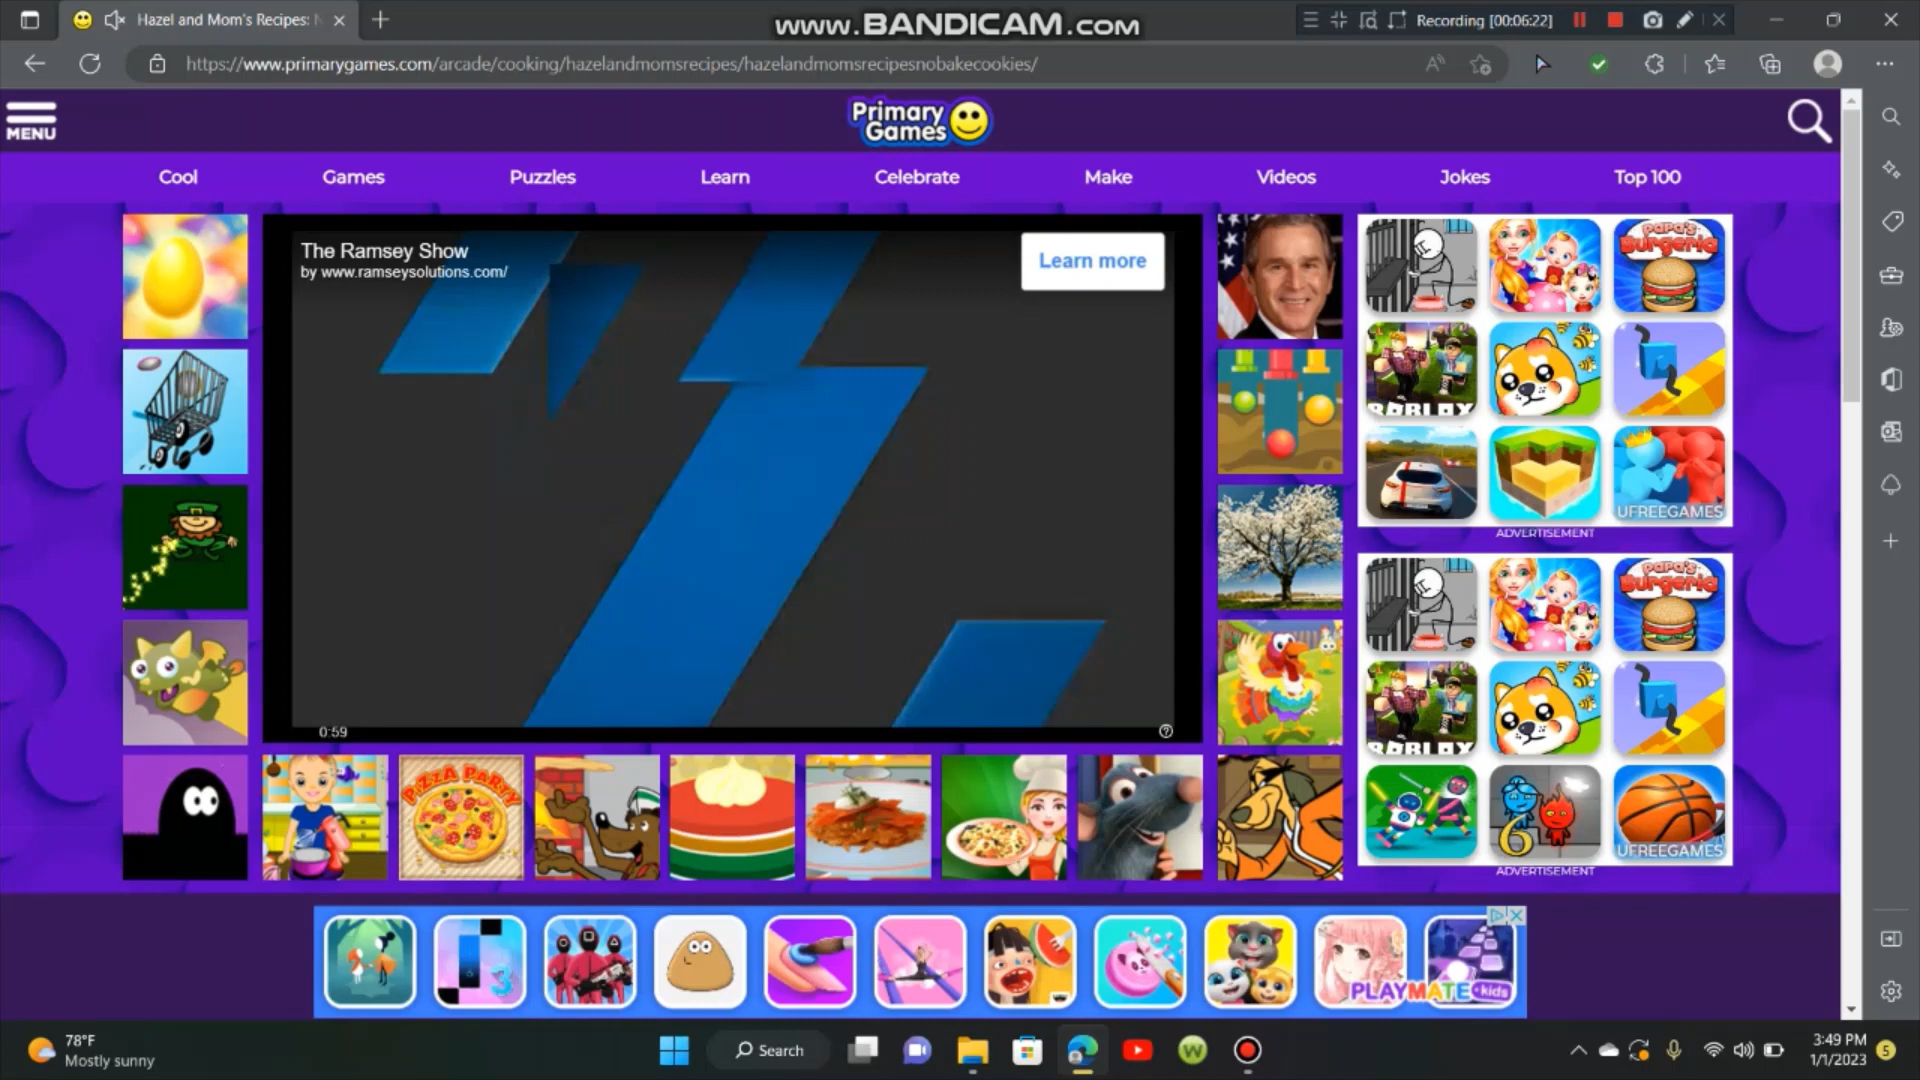 Hazel and Mom's Recipes:
www.BANDICAM.com
Recording [00:06:22]
https://www.primarygames.com/arcade/cooking/hazelandmomsrecipes/hazelandmomsrecipesnobakecookies/
MENU
Primary
Games
Cool
Games
Puzzles
Learn
Celebrate
Make
Videos
Jokes
Top 100
The Ramsey Show
by www.ramseysolutions.com/
Learn more
0:59
PAPA'S
Burgeria
ROBLOX
UFREEGAMES
ADVERTISEMENT
PAPA'S
Burgeria
ROBLOX
6
UFREEGAMES
ADVERTISEMENT
PIZZA PARTY
3
PLAYMATE kids
78°F
Mostly sunny
Search
W
3:49 PM
1/1/2023
5